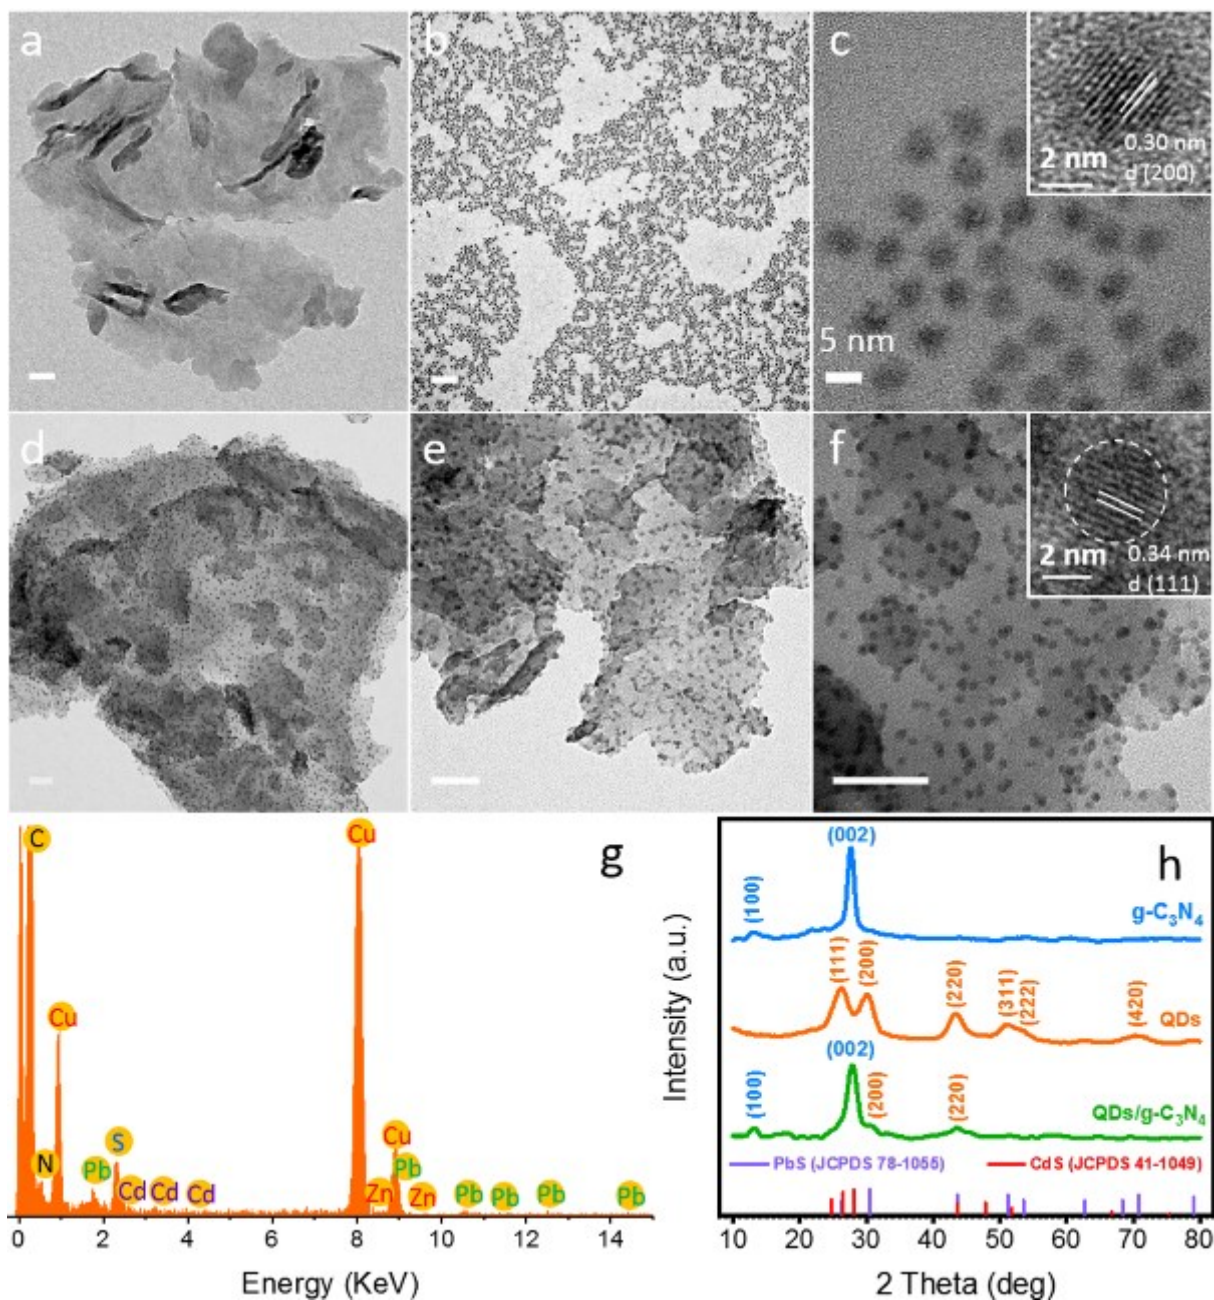 a
b
c
0.30 nm
2 nm
d (200)
5 nm
d
e
f
0.34 nm
2 nm
d (111)
g
C
Cu
Cu
N
Pb
S
Cd
Cd
Cd
Cu
Pb
Zn
Zn
Pb
Pb
Pb
Pb
0 2 4 6 8 10 12 14
Energy (KeV)
h
Intensity (a.u.)
(002)
(100)
g-C₃N₄
(111)
(200)
(220)
(311)
(222)
(420)
QDs
(002)
(100)
(200)
(220)
QDs/g-C₃N₄
PbS (JCPDS 78-1055)
CdS (JCPDS 41-1049)
10 20 30 40 50 60 70 80
2 Theta (deg)